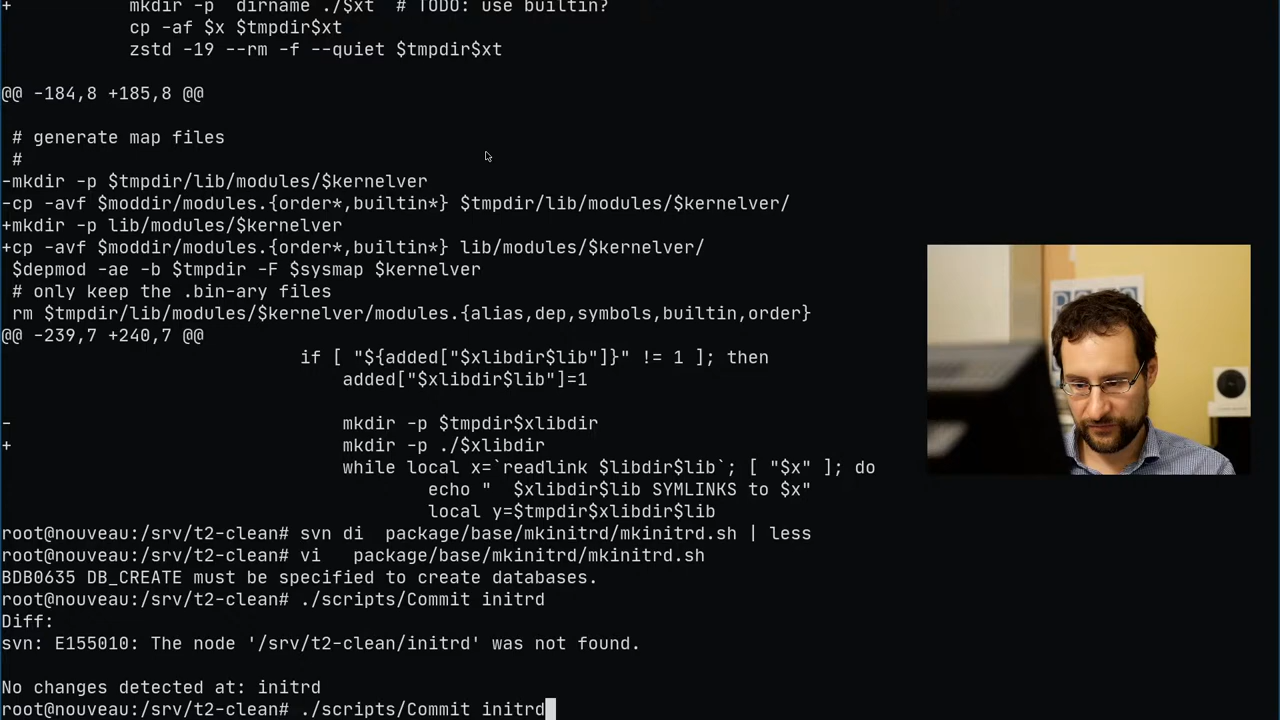 +           mkdir -p `dirname ./$xt` # TODO: use builtin?
            cp -af $x $tmpdir$xt
            zstd -19 --rm -f --quiet $tmpdir$xt
@@ -184,8 +185,8 @@
 # generate map files
 #
-mkdir -p $tmpdir/lib/modules/$kernelver
-cp -avf $moddir/modules.{order*,builtin*} $tmpdir/lib/modules/$kernelver/
+mkdir -p lib/modules/$kernelver
+cp -avf $moddir/modules.{order*,builtin*} lib/modules/$kernelver/
 $depmod -ae -b $tmpdir -F $sysmap $kernelver
 # only keep the .bin-ary files
 rm $tmpdir/lib/modules/$kernelver/modules.{alias,dep,symbols,builtin,order}
@@ -239,7 +240,7 @@
                            if [ "${added["$xlibdir$lib"]}" != 1 ]; then
                                added["$xlibdir$lib"]=1
-                               mkdir -p $tmpdir$xlibdir
+                               mkdir -p ./$xlibdir
                                while local x=`readlink $libdir$lib`; [ "$x" ]; do
                                        echo "  $xlibdir$lib SYMLINKS to $x"
                                        local y=$tmpdir$xlibdir$lib
root@nouveau:/srv/t2-clean# svn di  package/base/mkinitrd/mkinitrd.sh | less
root@nouveau:/srv/t2-clean# vi   package/base/mkinitrd/mkinitrd.sh
BDB0635 DB_CREATE must be specified to create databases.
root@nouveau:/srv/t2-clean# ./scripts/Commit initrd
Diff:
svn: E155010: The node '/srv/t2-clean/initrd' was not found.
No changes detected at: initrd
root@nouveau:/srv/t2-clean# ./scripts/Commit initrd